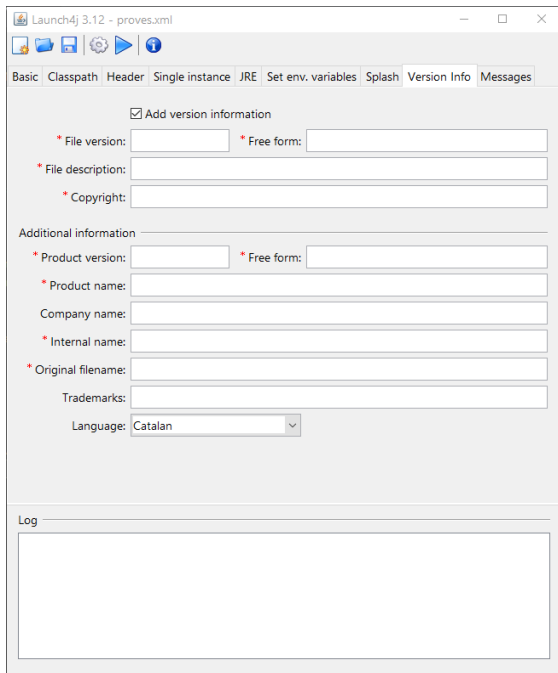 Launch4j 3.12 - proves.xml
Basic Classpath Header Single instance JRE Set env. variables Splash Version Info Messages
Add version information
* File version: * Free form:
* File description:
* Copyright:
Additional information
* Product version: * Free form:
* Product name:
Company name:
* Internal name:
* Original filename:
Trademarks:
Language: Catalan
Log